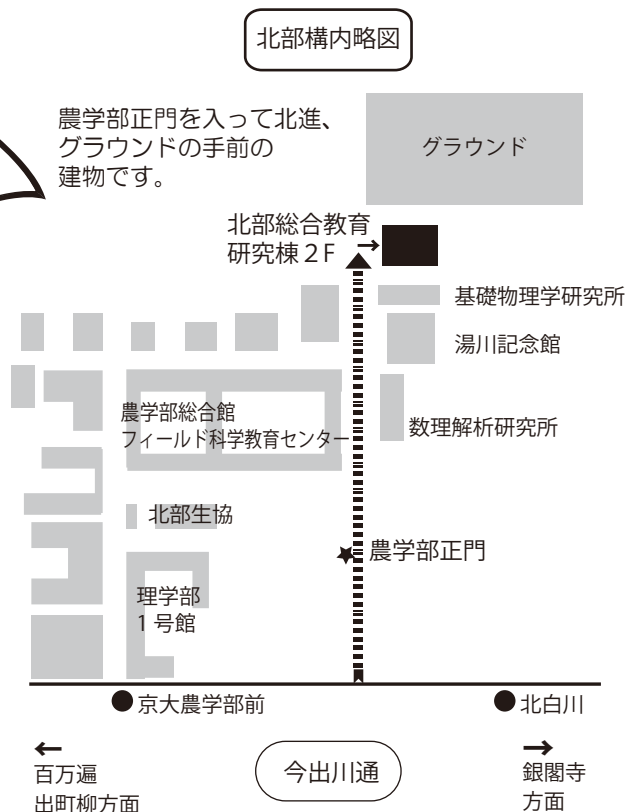 北部構内略図
農学部正門を入って北進、
グラウンドの手前の
建物です。
グラウンド
北部総合教育
研究棟２F
→
基礎物理学研究所
湯川記念館
農学部総合館
フィールド科学教育センター
数理解析研究所
北部生協
農学部正門
理学部
1 号館
京大農学部前
北白川
←
百万遍
出町柳方面
今出川通
→
銀閣寺
方面